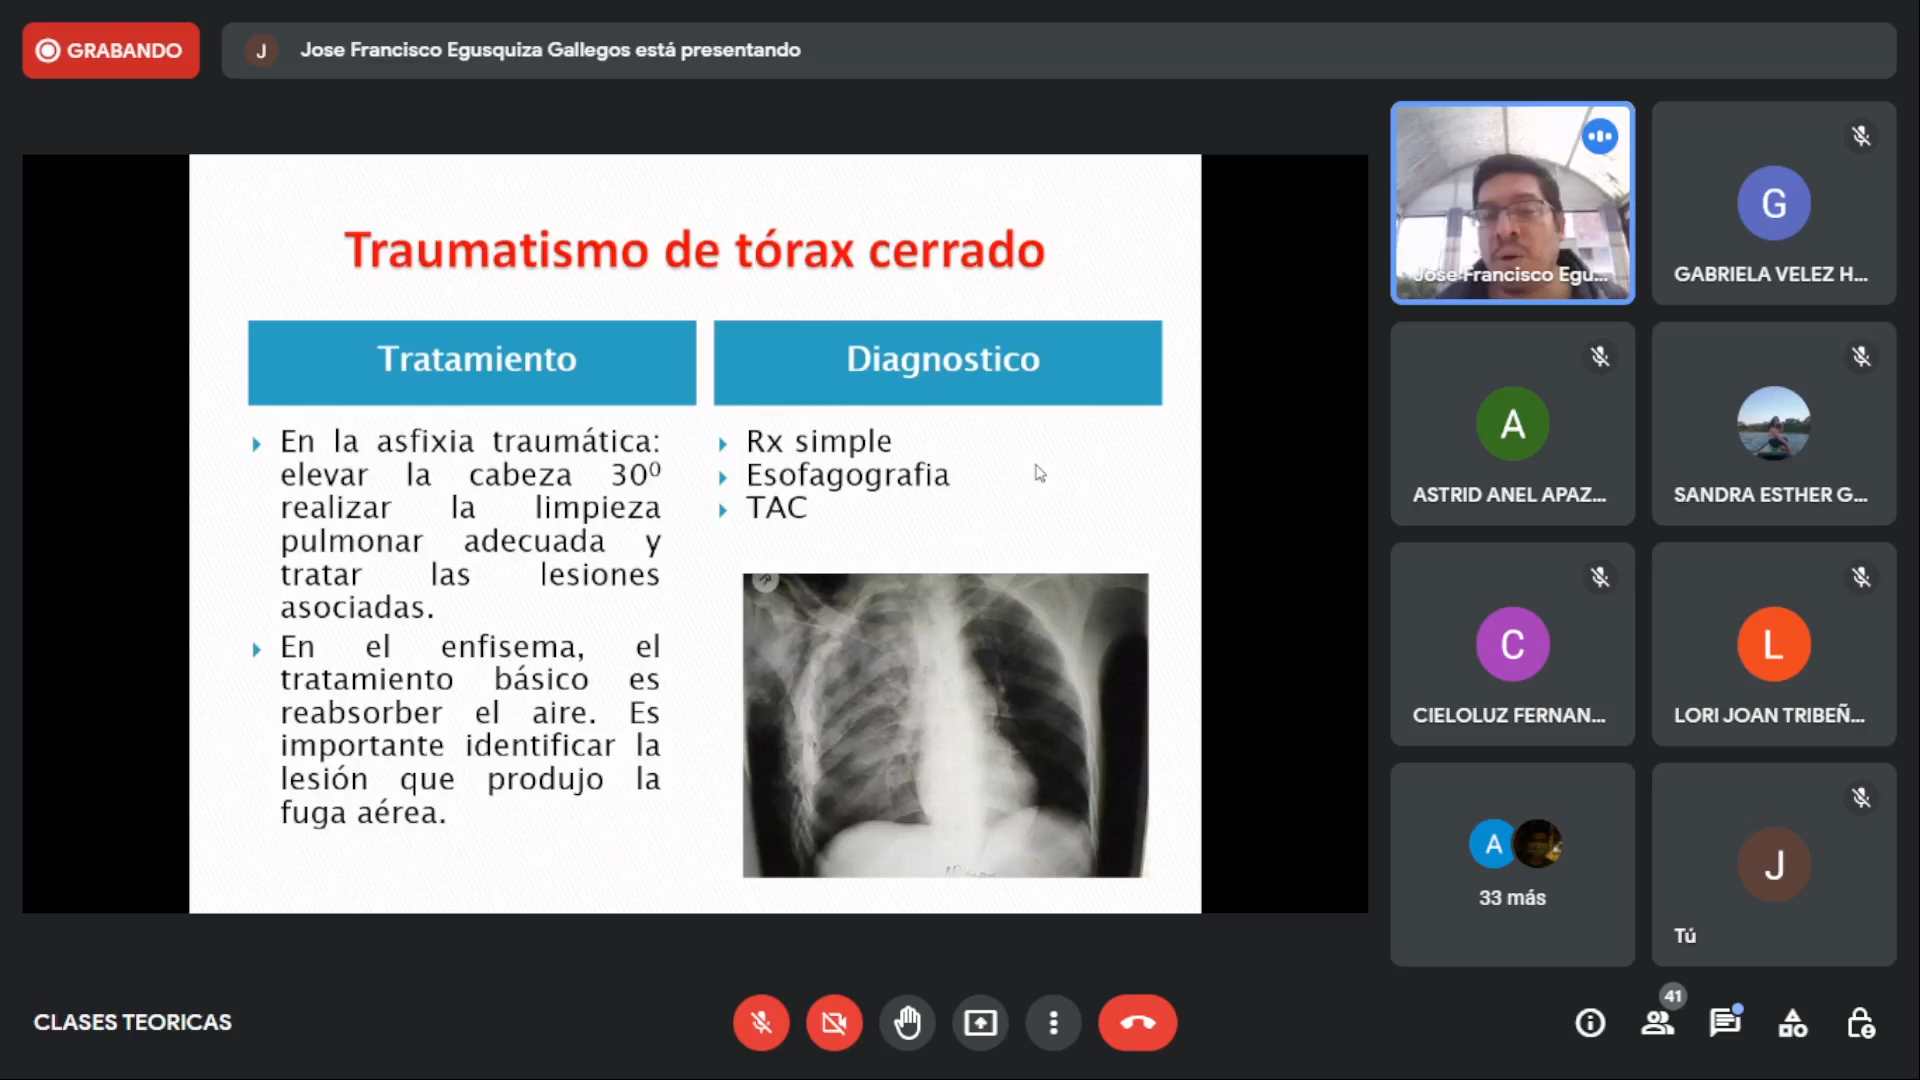 GRABANDO
J
Jose Francisco Egusquiza Gallegos está presentando
Traumatismo de tórax cerrado
Tratamiento
En la asfixia traumática:
elevar la cabeza 30⁰
realizar la limpieza
pulmonar adecuada y
tratar las lesiones
asociadas.
En el enfisema, el
tratamiento básico es
reabsorber el aire. Es
importante identificar la
lesión que produjo la
fuga aérea.
Diagnostico
Rx simple
Esofagografia
TAC
R
Jose Francisco Egu...
G
GABRIELA VELEZ H...
A
ASTRID ANEL APAZ...
SANDRA ESTHER G...
C
CIELOLUZ FERNAN...
L
LORI JOAN TRIBEÑ...
A
33 más
J
Tú
CLASES TEORICAS
41